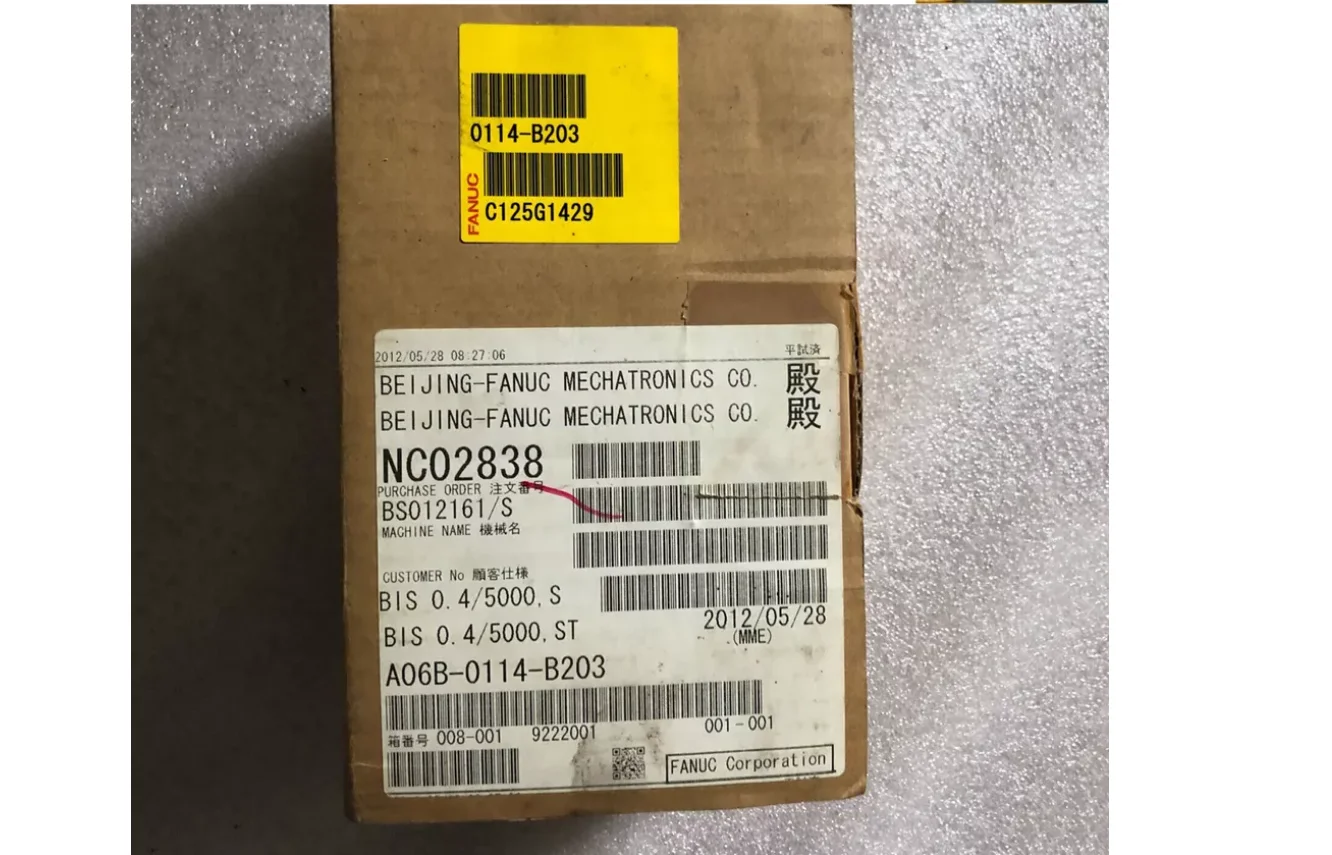 0114-B203
FANUC
C125G1429
2012/05/28 08:27:06
平試済
BEIJING-FANUC MECHATRONICS CO. 殿
BEIJING-FANUC MECHATRONICS CO. 殿
NC02838
PURCHASE ORDER 注文番号
BS012161/S
MACHINE NAME 機械名
CUSTOMER No 顧客仕様
BIS 0.4/5000,S
2012/05/28
BIS 0.4/5000,ST
(MME)
A06B-0114-B203
箱番号 008-001 9222001 001-001
FANUC Corporation